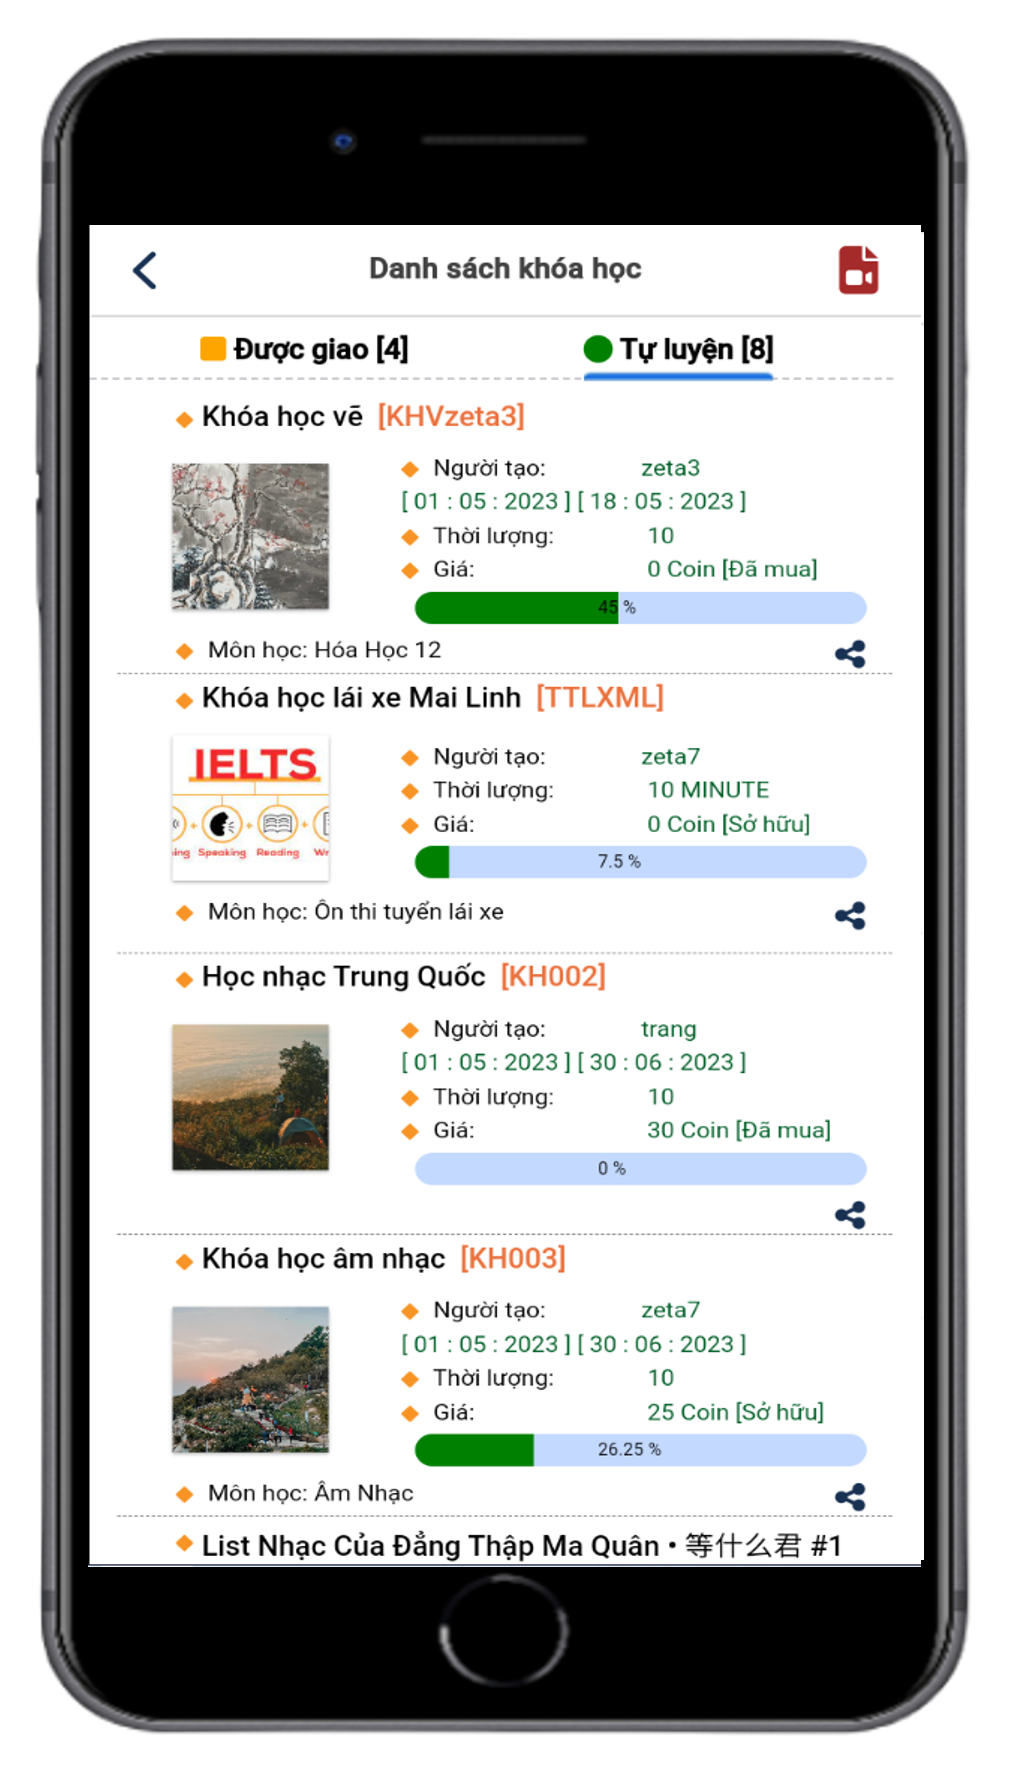 Danh sách khóa học
Được giao [4] Tự luyện [8]
Khóa học vẽ [KHVzeta3]
Người tạo: zeta3
[ 01 : 05 : 2023 ] [ 18 : 05 : 2023 ]
Thời lượng: 10
Giá: 0 Coin [Đã mua]
45 %
Môn học: Hóa Học 12
Khóa học lái xe Mai Linh [TTLXML]
IELTS
ing Speaking Reading Wr
Người tạo: zeta7
Thời lượng: 10 MINUTE
Giá: 0 Coin [Sở hữu]
7.5 %
Môn học: Ôn thi tuyển lái xe
Học nhạc Trung Quốc [KH002]
Người tạo: trang
[ 01 : 05 : 2023 ] [ 30 : 06 : 2023 ]
Thời lượng: 10
Giá: 30 Coin [Đã mua]
0 %
Khóa học âm nhạc [KH003]
Người tạo: zeta7
[ 01 : 05 : 2023 ] [ 30 : 06 : 2023 ]
Thời lượng: 10
Giá: 25 Coin [Sở hữu]
26.25 %
Môn học: Âm Nhạc
List Nhạc Của Đẳng Thập Ma Quân • 等什么君 #1